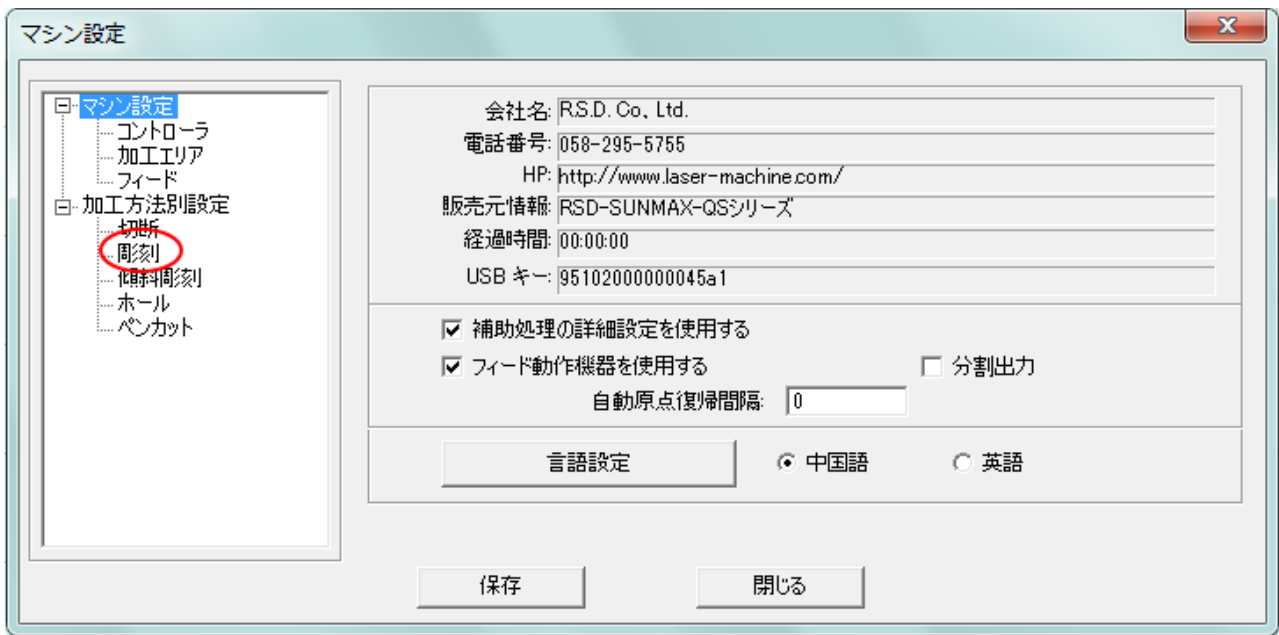 マシン設定
マシン設定
コントローラ
加工エリア
フィード
加工方法別設定
切断
彫刻
傾斜彫刻
ホール
ペンカット
会社名: R.S.D. Co., Ltd.
電話番号: 058-295-5755
HP: http://www.laser-machine.com/
販売元情報: RSD-SUNMAX-QSシリーズ
経過時間: 00:00:00
USB キー: 95102000000045a1
補助処理の詳細設定を使用する
フィード動作機器を使用する 分割出力
自動原点復帰間隔: 0
言語設定 中国語 英語
保存 閉じる